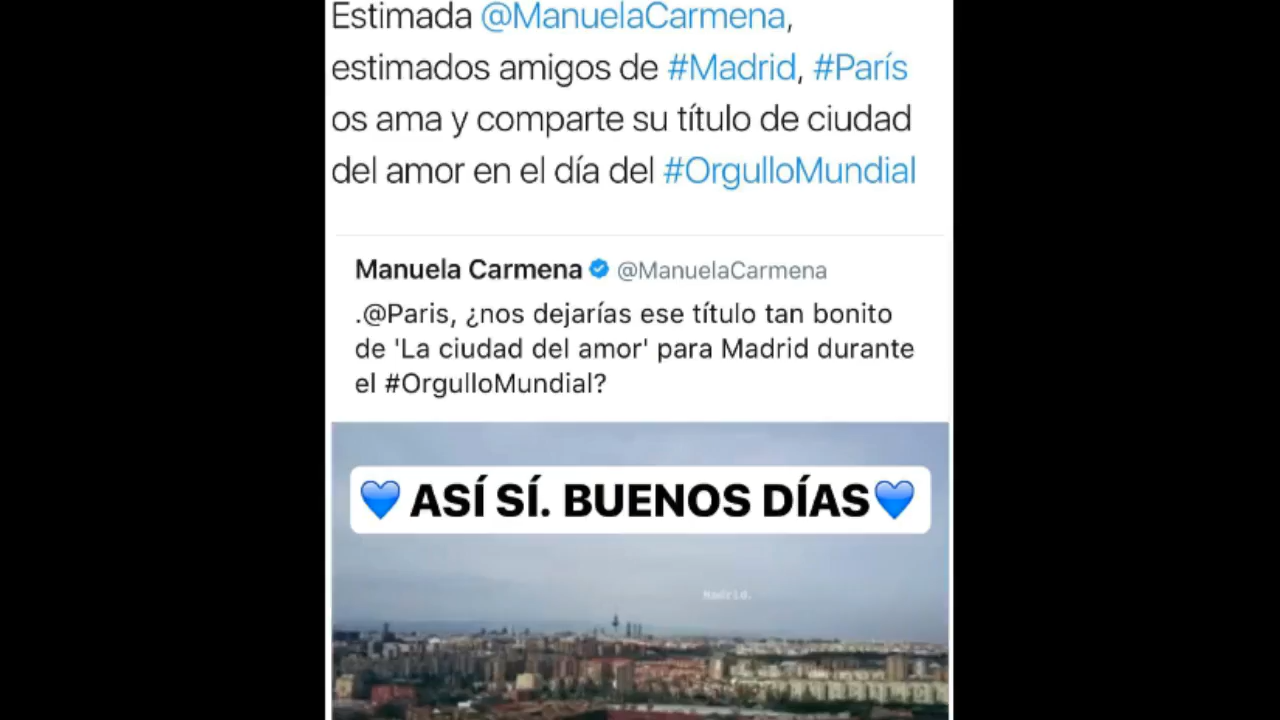 Estimada @ManuelaCarmena,
estimados amigos de #Madrid, #París
os ama y comparte su título de ciudad
del amor en el día del #OrgulloMundial
Manuela Carmena @ManuelaCarmena
.@Paris, ¿nos dejarías ese título tan bonito
de 'La ciudad del amor' para Madrid durante
el #OrgulloMundial?
💙 ASÍ SÍ. BUENOS DÍAS💙
Madrid.